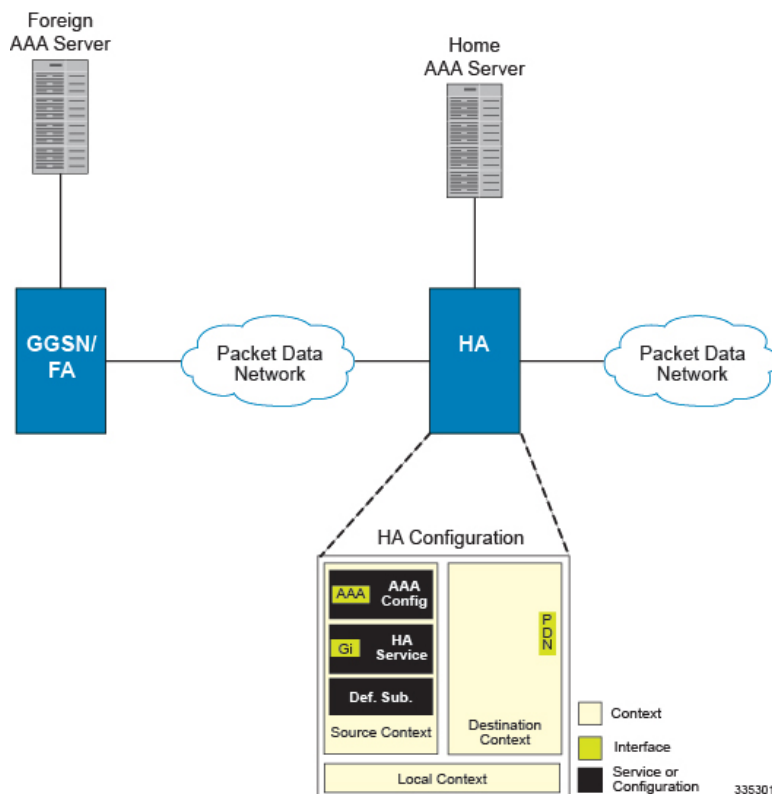 Foreign
AAA Server
Home
AAA Server
GGSN/
FA
Packet Data
Network
HA
Packet Data
Network
HA Configuration
AAA
AAA
Config
Gi
HA
Service
Def. Sub.
Source Context
PDN
Destination
Context
Local Context
Context
Interface
Service or
Configuration
335301